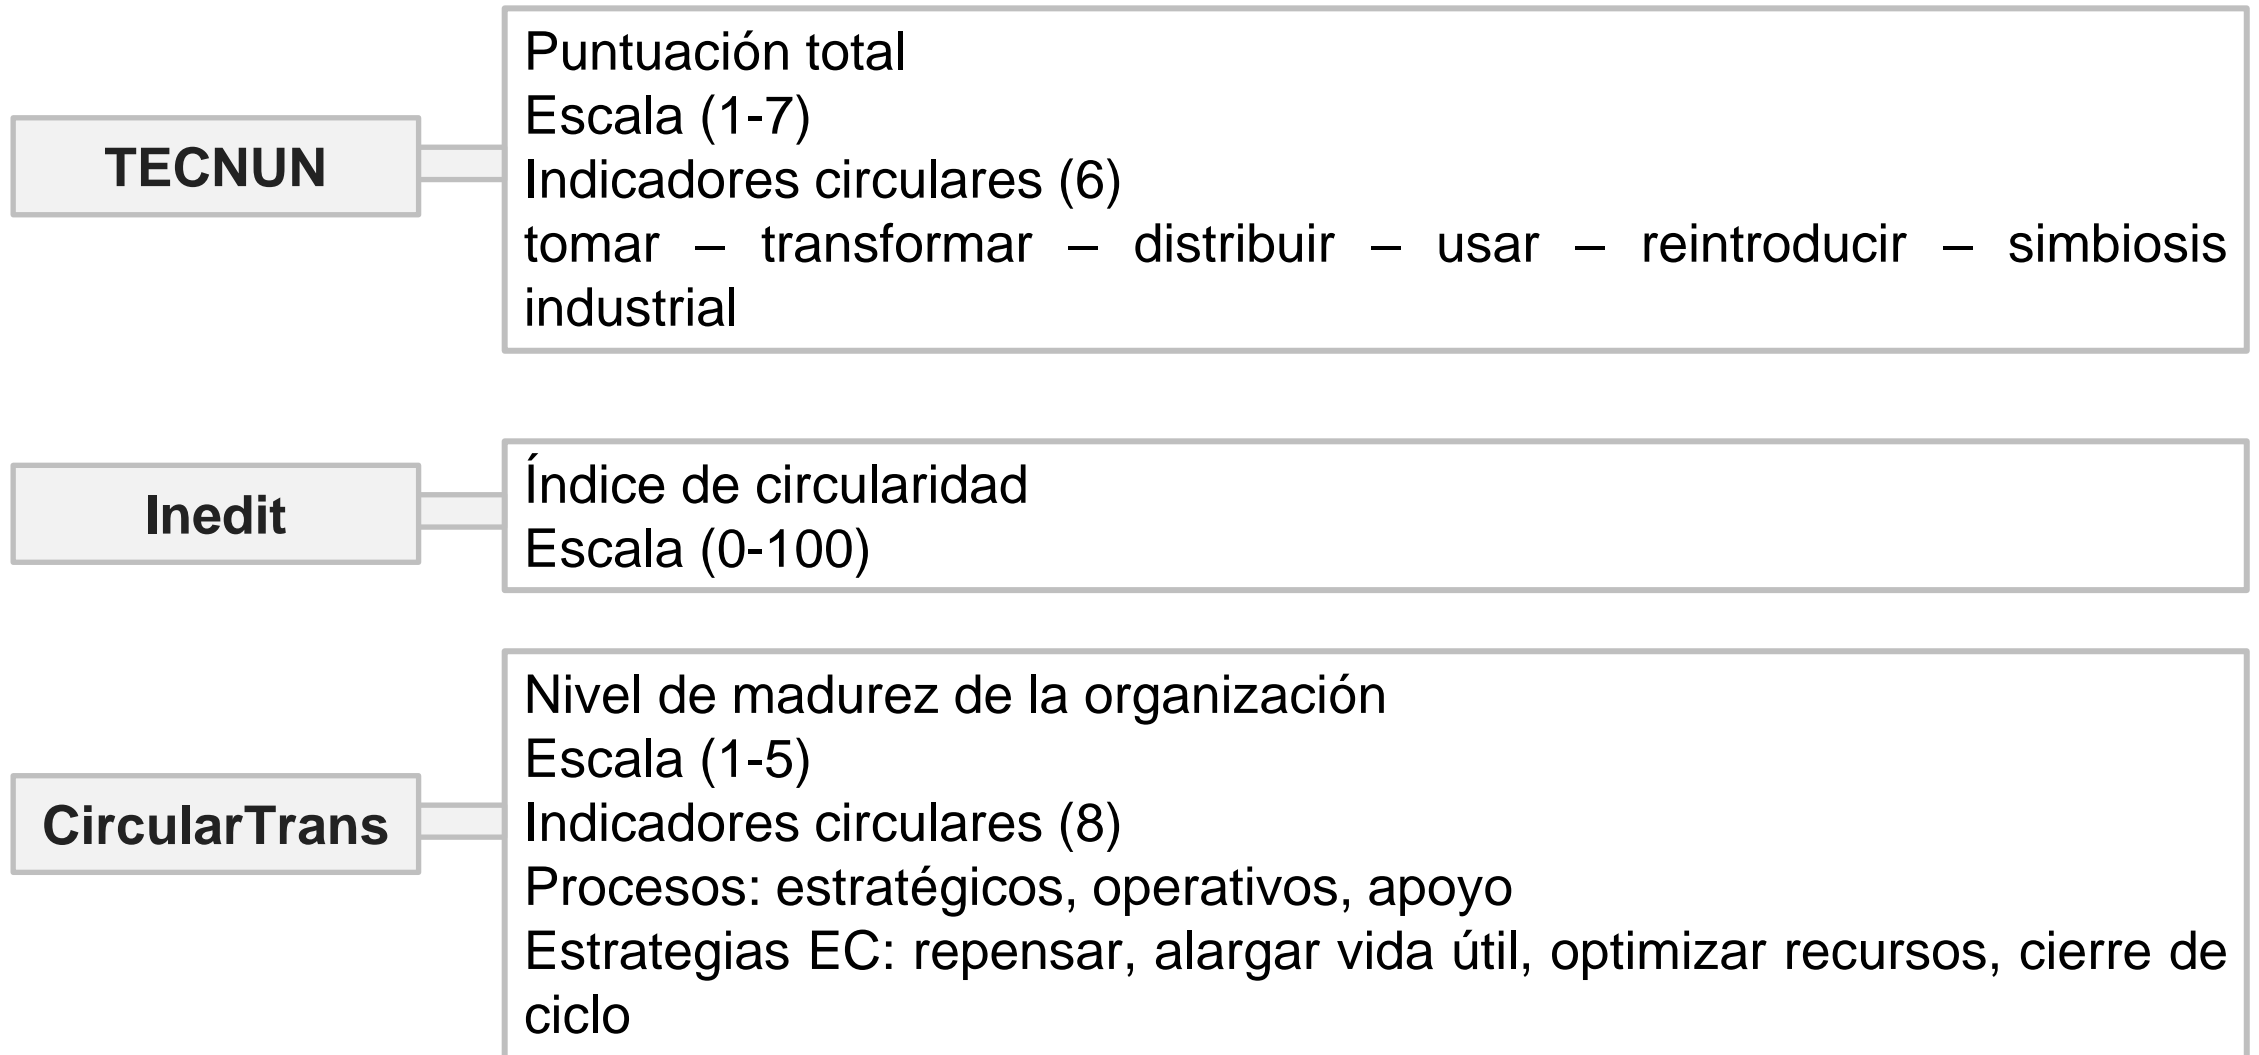 TECNUN
Puntuación total
Escala (1-7)
Indicadores circulares (6)
tomar – transformar – distribuir – usar – reintroducir – simbiosis
industrial
Inedit
Índice de circularidad
Escala (0-100)
CircularTrans
Nivel de madurez de la organización
Escala (1-5)
Indicadores circulares (8)
Procesos: estratégicos, operativos, apoyo
Estrategias EC: repensar, alargar vida útil, optimizar recursos, cierre de
ciclo